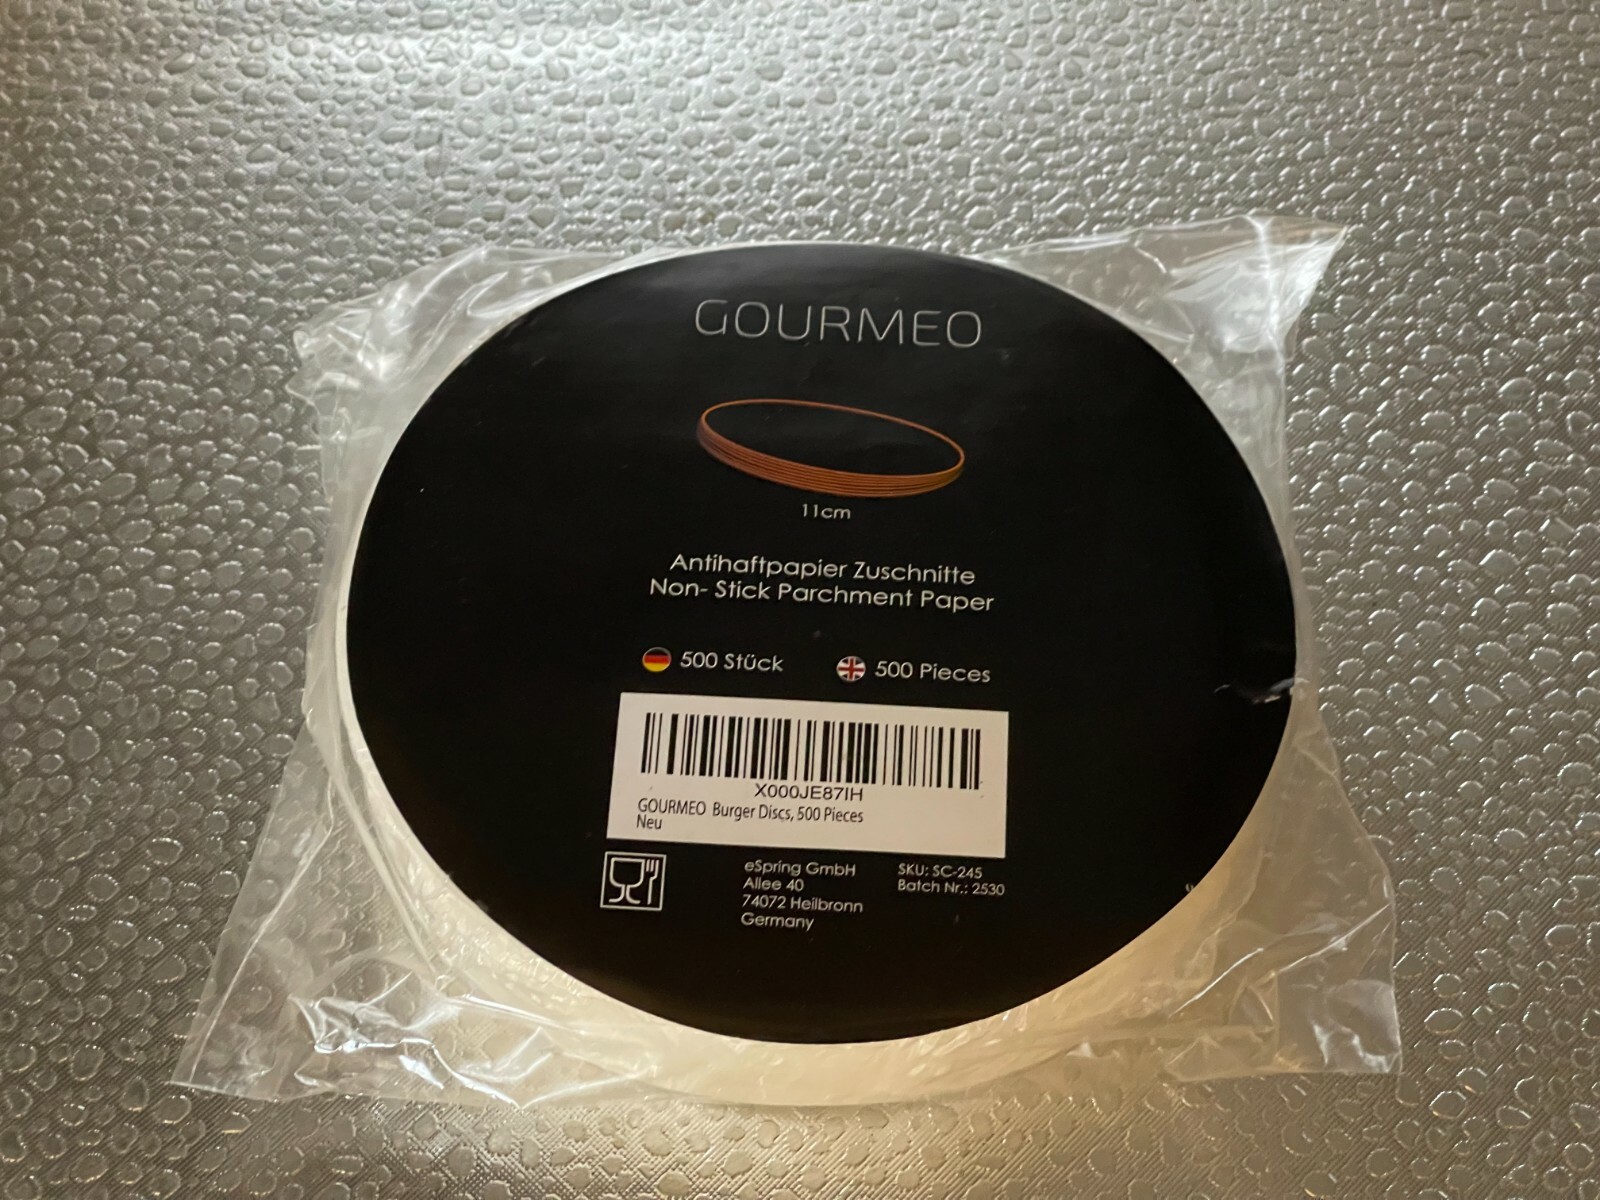 GOURMEO
11cm
Antihaftpapier Zuschnitte
Non- Stick Parchment Paper
500 Stück
500 Pieces
X000JE87IH
GOURMEO Burger Discs, 500 Pieces
Neu
eSpring GmbH
Allee 40
74072 Heilbronn
Germany
SKU: SC-245
Batch Nr.: 2530